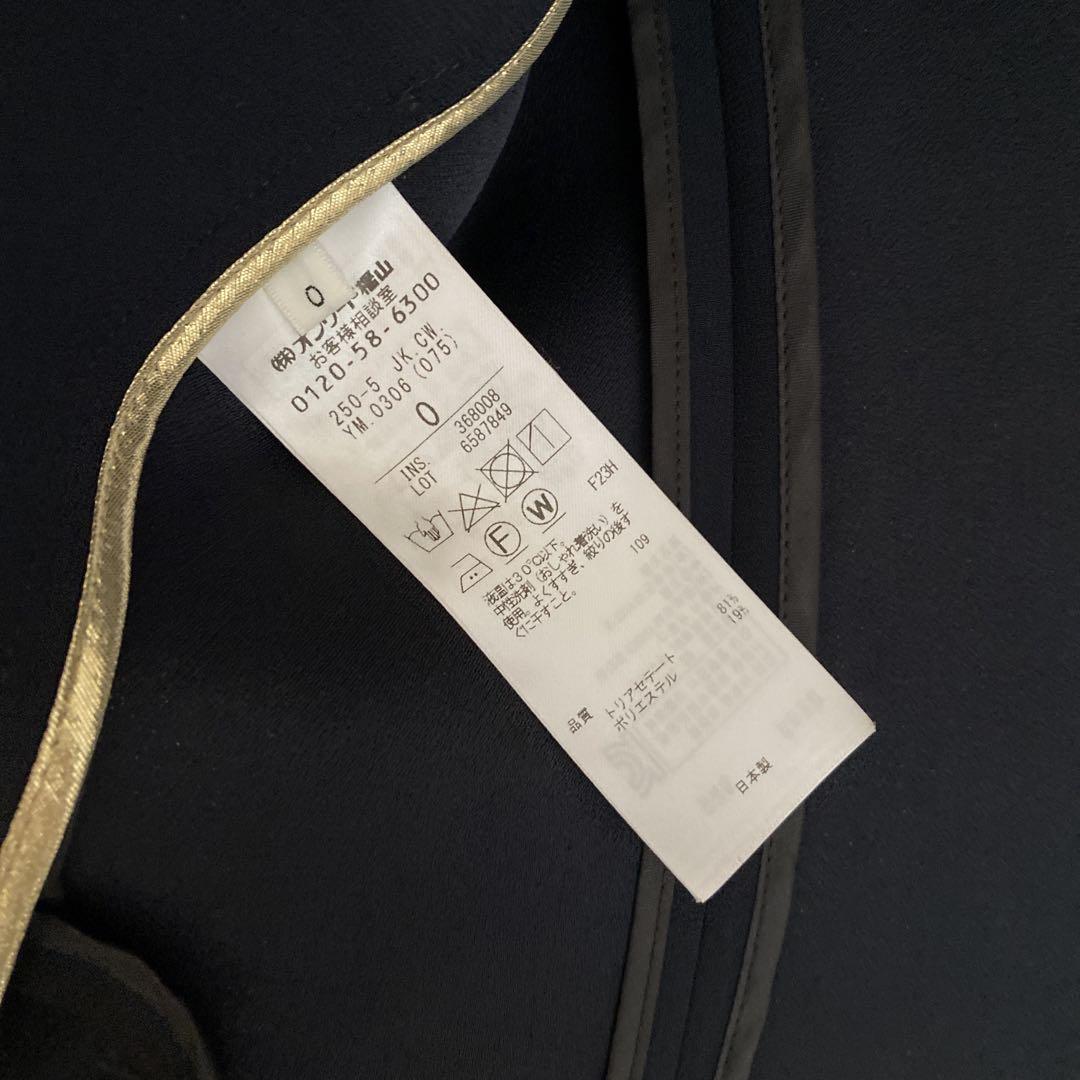 0
(株)オンワード樫山
お客様相談室
0120-58-6300
250-5 JK.CW.
YM.0306(075)
0
INS. 368008
LOT 6587849
F W
F23H
液温は30℃以下。
中性洗剤(おしゃれ着洗い)を
使用。よくすすぎ、絞りの後す
ぐに干すこと。
109
品質 トリアセテート 81%
ポリエステル 19%
日本製